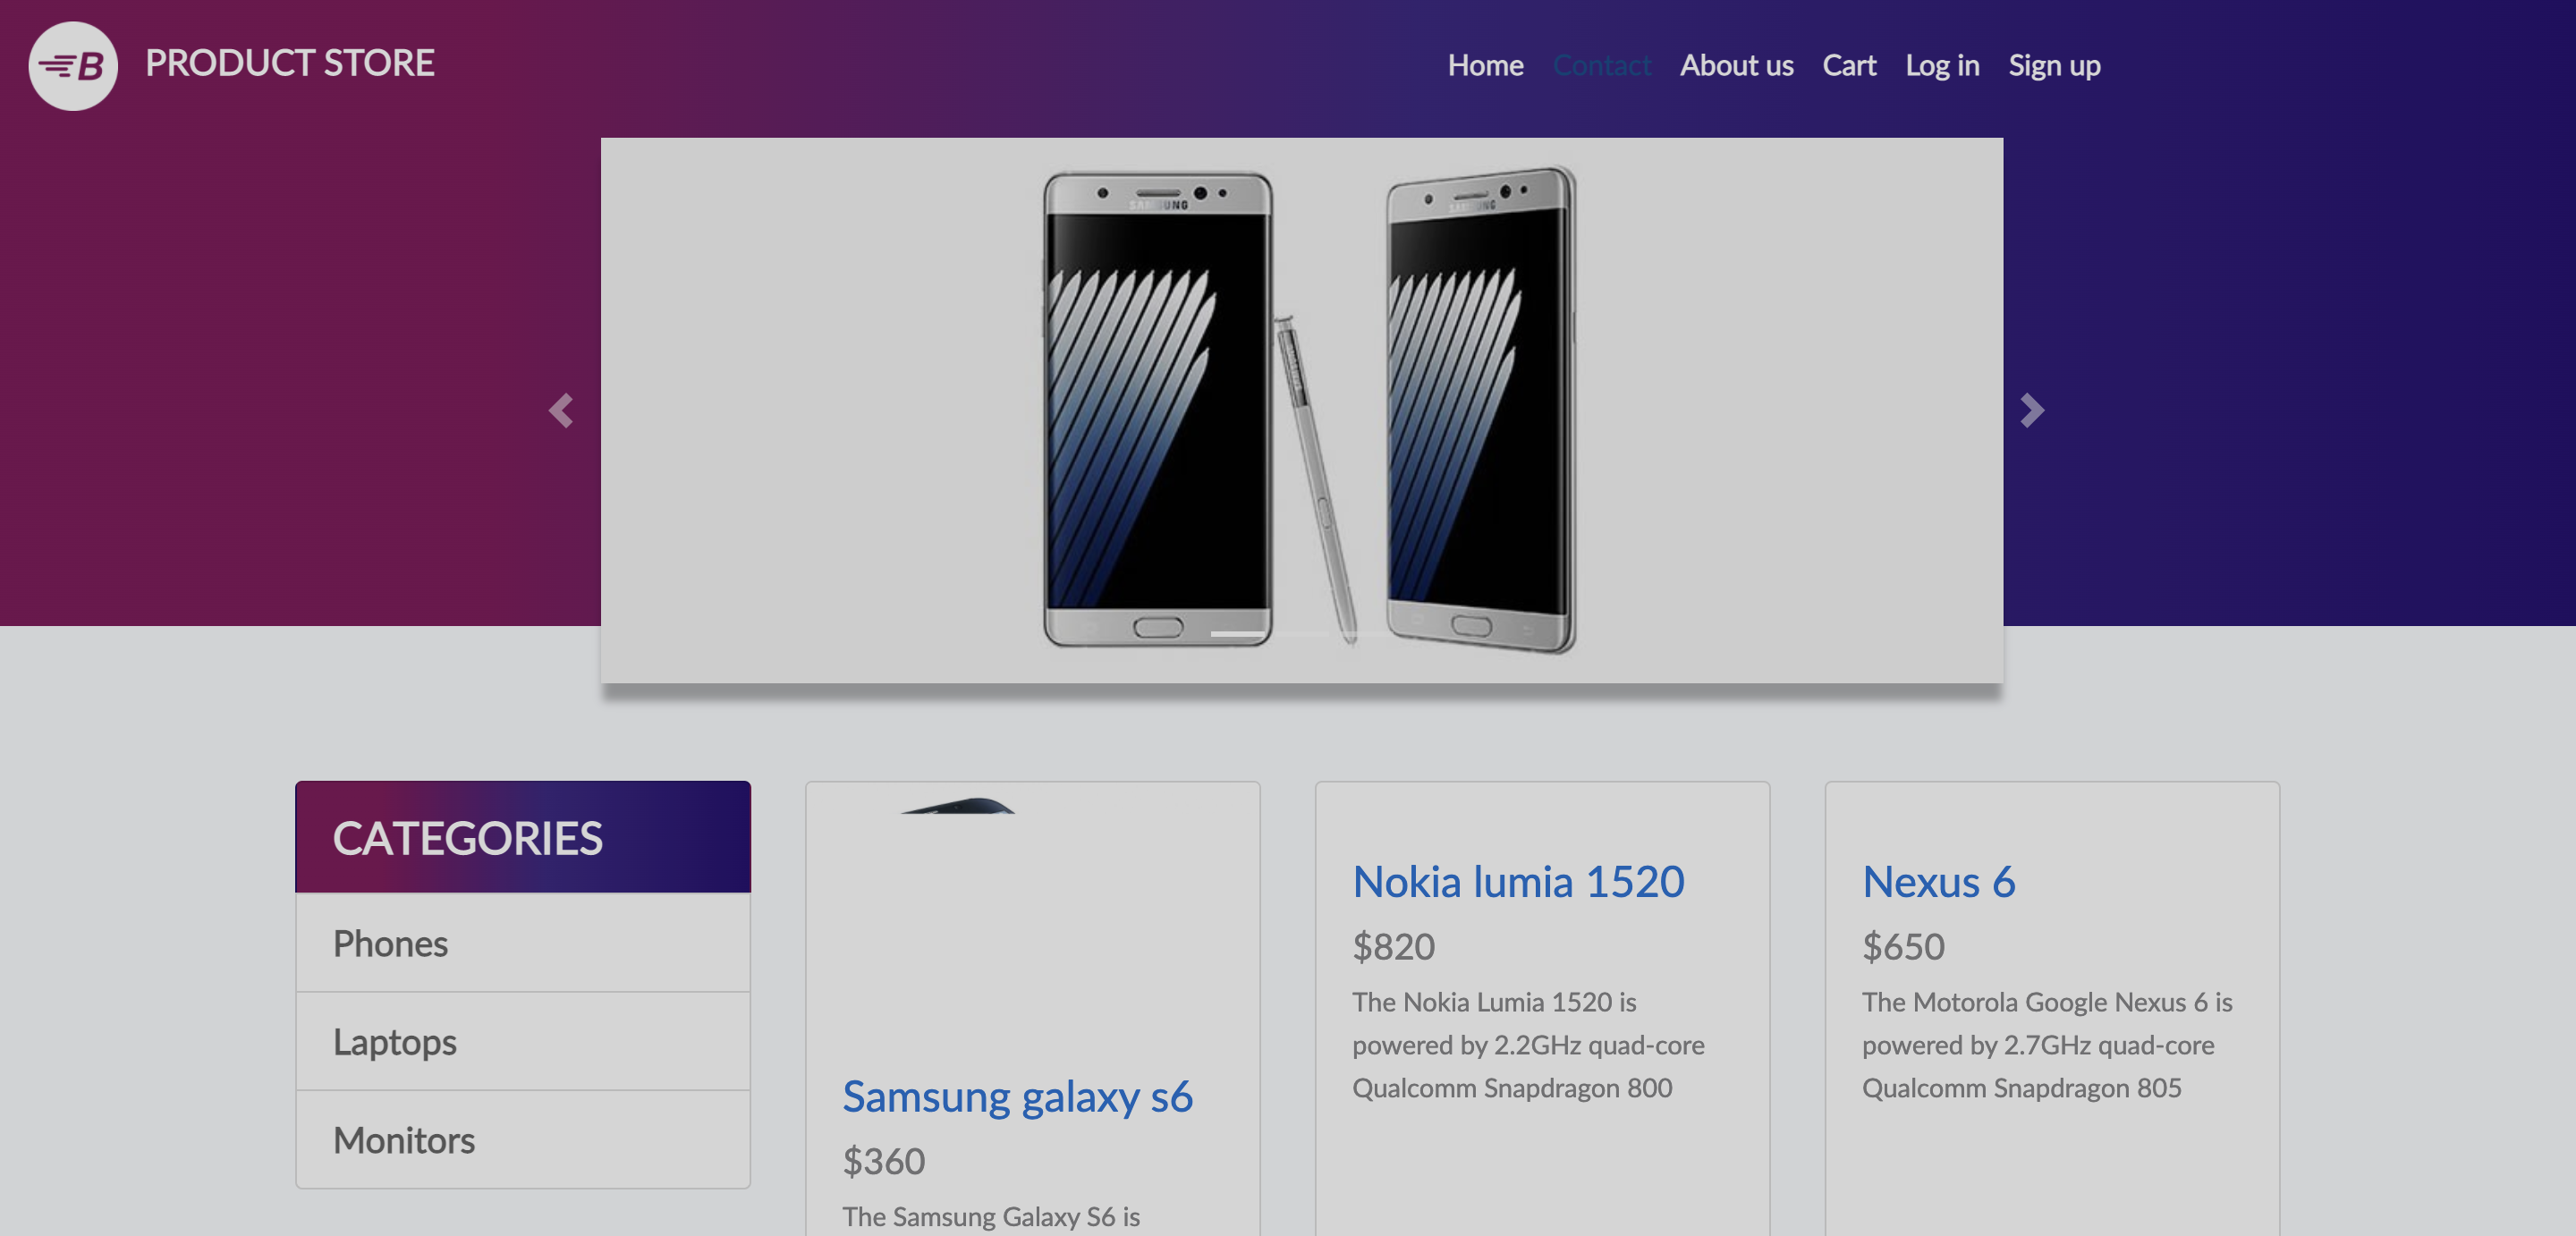 B PRODUCT STORE
Home Contact About us Cart Log in Sign up
SAMSUNG
SAMSUNG
CATEGORIES
Phones
Laptops
Monitors
Samsung galaxy s6
$360
The Samsung Galaxy S6 is
Nokia lumia 1520
$820
The Nokia Lumia 1520 is
powered by 2.2GHz quad-core
Qualcomm Snapdragon 800
Nexus 6
$650
The Motorola Google Nexus 6 is
powered by 2.7GHz quad-core
Qualcomm Snapdragon 805